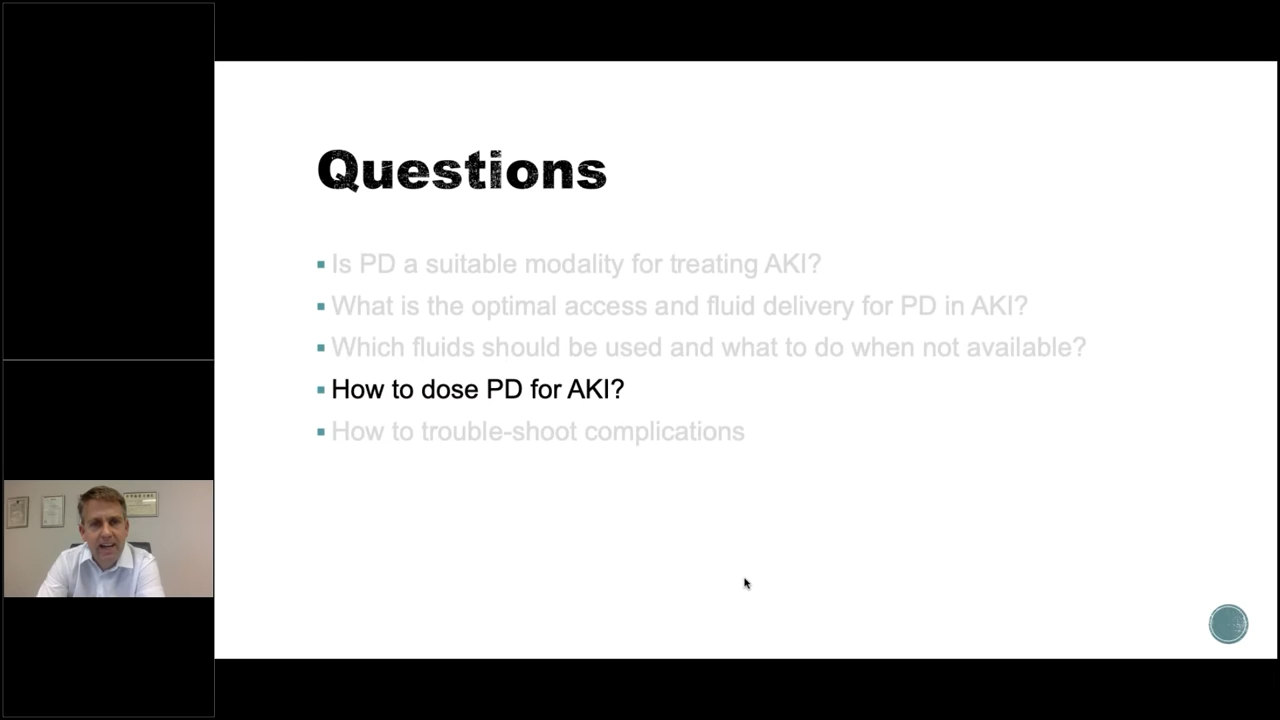 Questions
Is PD a suitable modality for treating AKI?
What is the optimal access and fluid delivery for PD in AKI?
Which fluids should be used and what to do when not available?
How to dose PD for AKI?
How to trouble-shoot complications